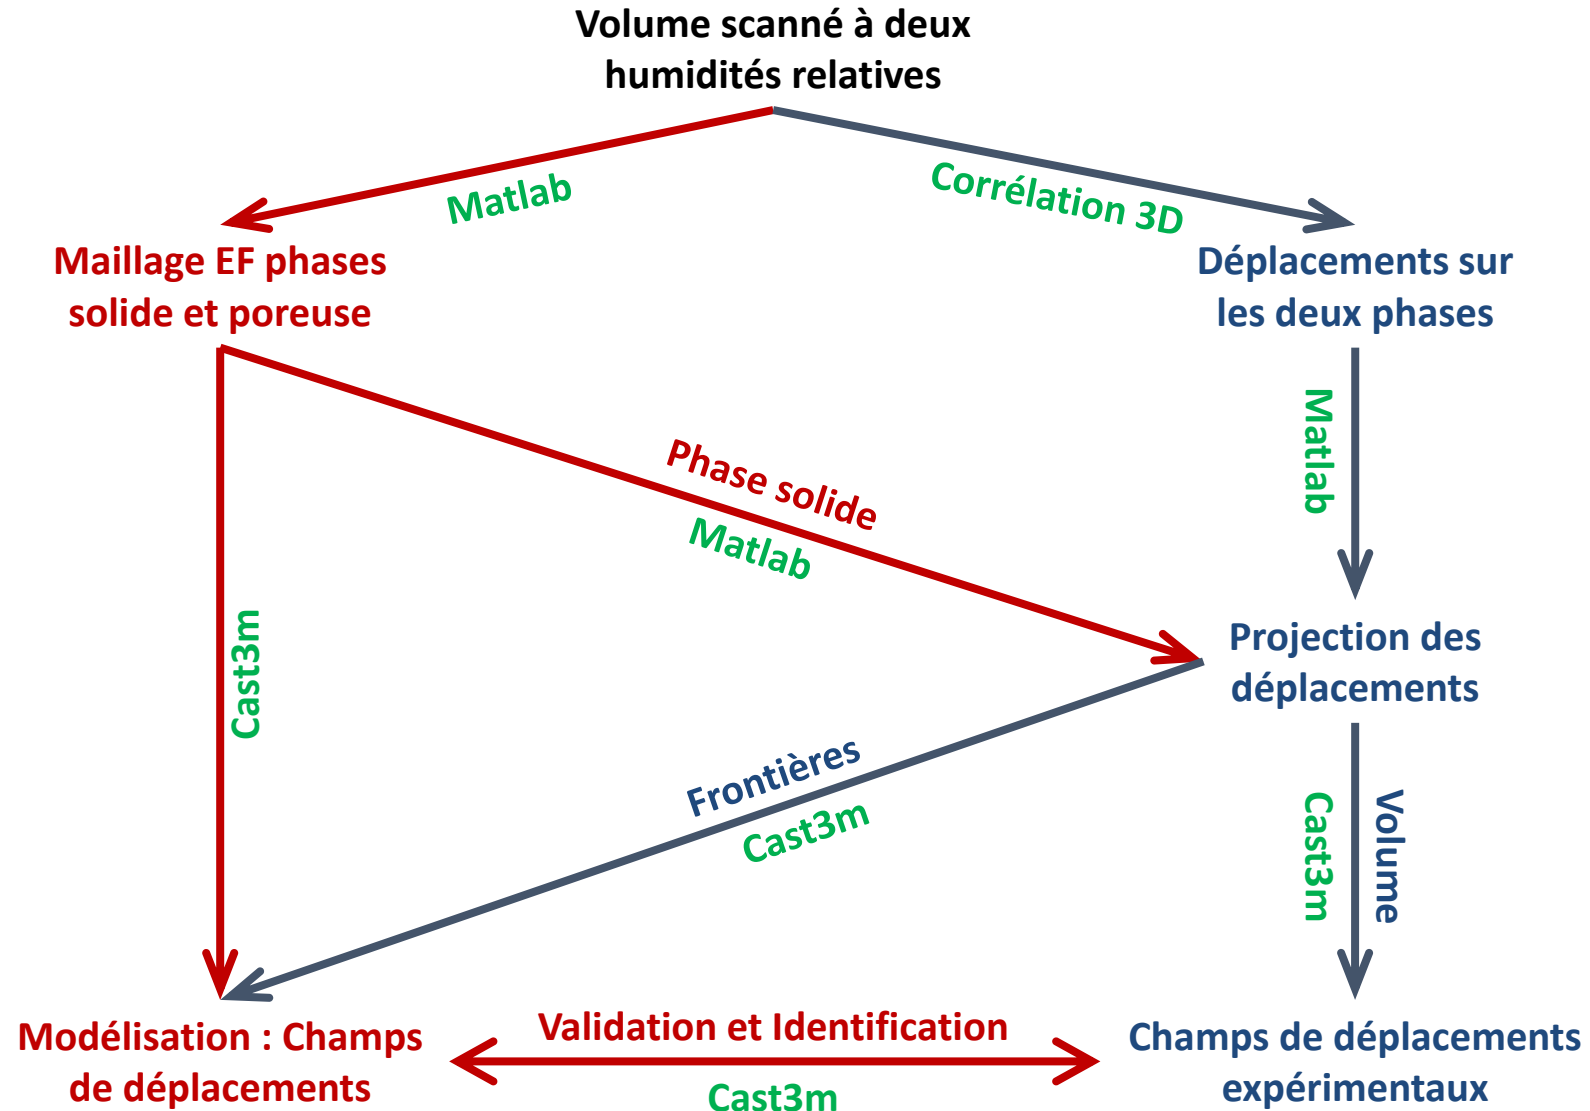 Volume scanné à deux
humidités relatives
Matlab
Corrélation 3D
Maillage EF phases
solide et poreuse
Déplacements sur
les deux phases
Matlab
Phase solide
Matlab
Cast3m
Projection des
déplacements
Frontières
Cast3m
Volume
Cast3m
Modélisation : Champs
de déplacements
Validation et Identification
Cast3m
Champs de déplacements
expérimentaux